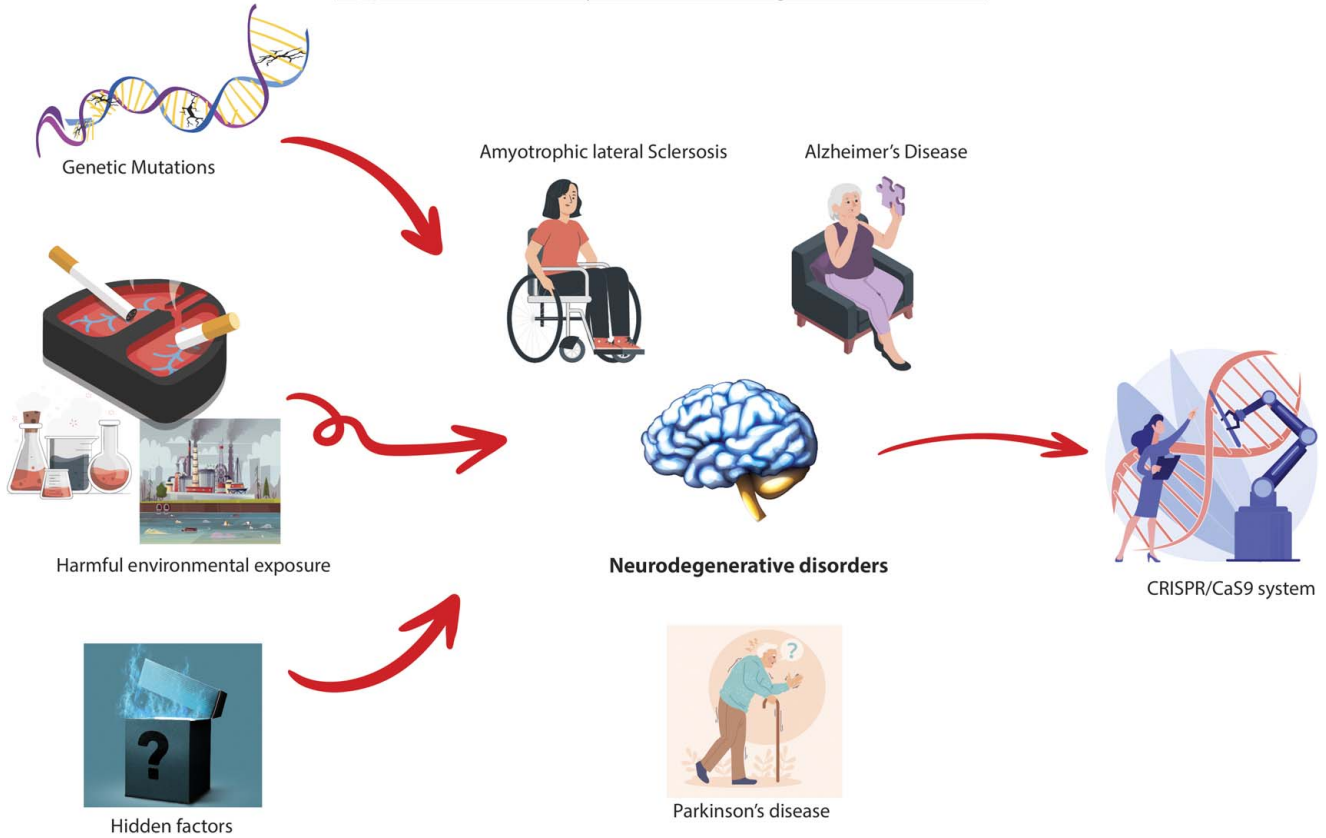 Genetic Mutations
Amyotrophic lateral Sclersosis
Alzheimer's Disease
Harmful environmental exposure
Neurodegenerative disorders
CRISPR/CaS9 system
?
?
Hidden factors
Parkinson's disease